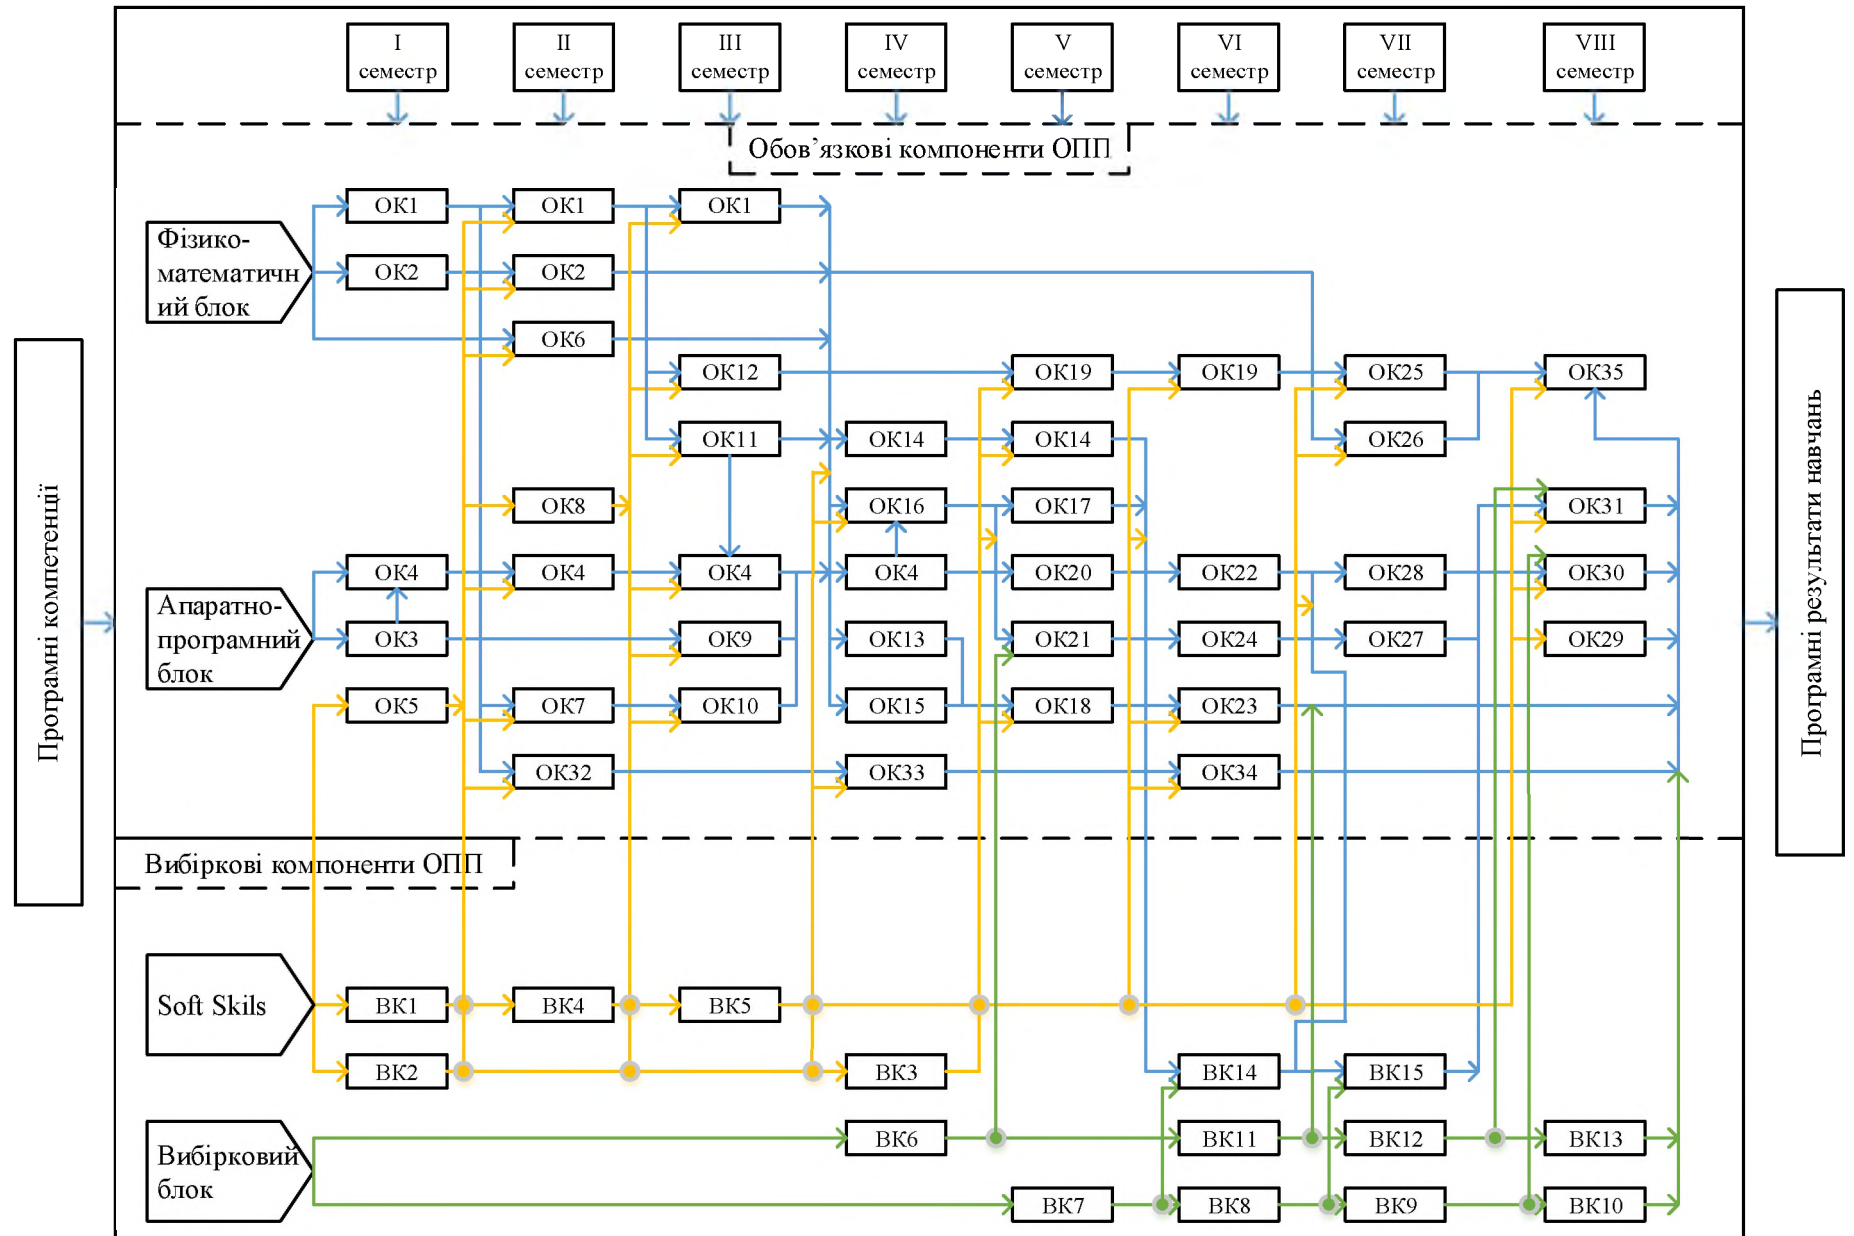 I
семестр
II
семестр
III
семестр
IV
семестр
V
семестр
VI
семестр
VII
семестр
VIII
семестр
Обов’язкові компоненти ОПП
Програмні компетенції
Фізико-
математичн
ий блок
ОК1
ОК1
ОК1
ОК2
ОК2
ОК6
ОК12
ОК19
ОК19
ОК25
ОК35
ОК11
ОК14
ОК14
ОК26
ОК8
ОК16
ОК17
ОК31
Апаратно-
програмний
блок
ОК4
ОК4
ОК4
ОК4
ОК20
ОК22
ОК28
ОК30
ОК3
ОК9
ОК13
ОК21
ОК24
ОК27
ОК29
ОК5
ОК7
ОК10
ОК15
ОК18
ОК23
ОК32
ОК33
ОК34
Програмні результати навчань
Вибіркові компоненти ОПП
Soft Skils
ВК1
ВК4
ВК5
ВК2
ВК3
ВК14
ВК15
Вибірковий
блок
ВК6
ВК11
ВК12
ВК13
ВК7
ВК8
ВК9
ВК10